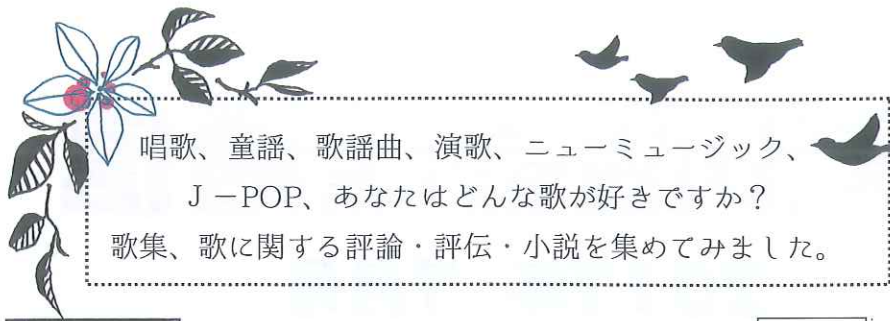 唱歌、童謡、歌謡曲、演歌、ニューミュージック、
Ｊ－POP、あなたはどんな歌が好きですか？
歌集、歌に関する評論・評伝・小説を集めてみました。